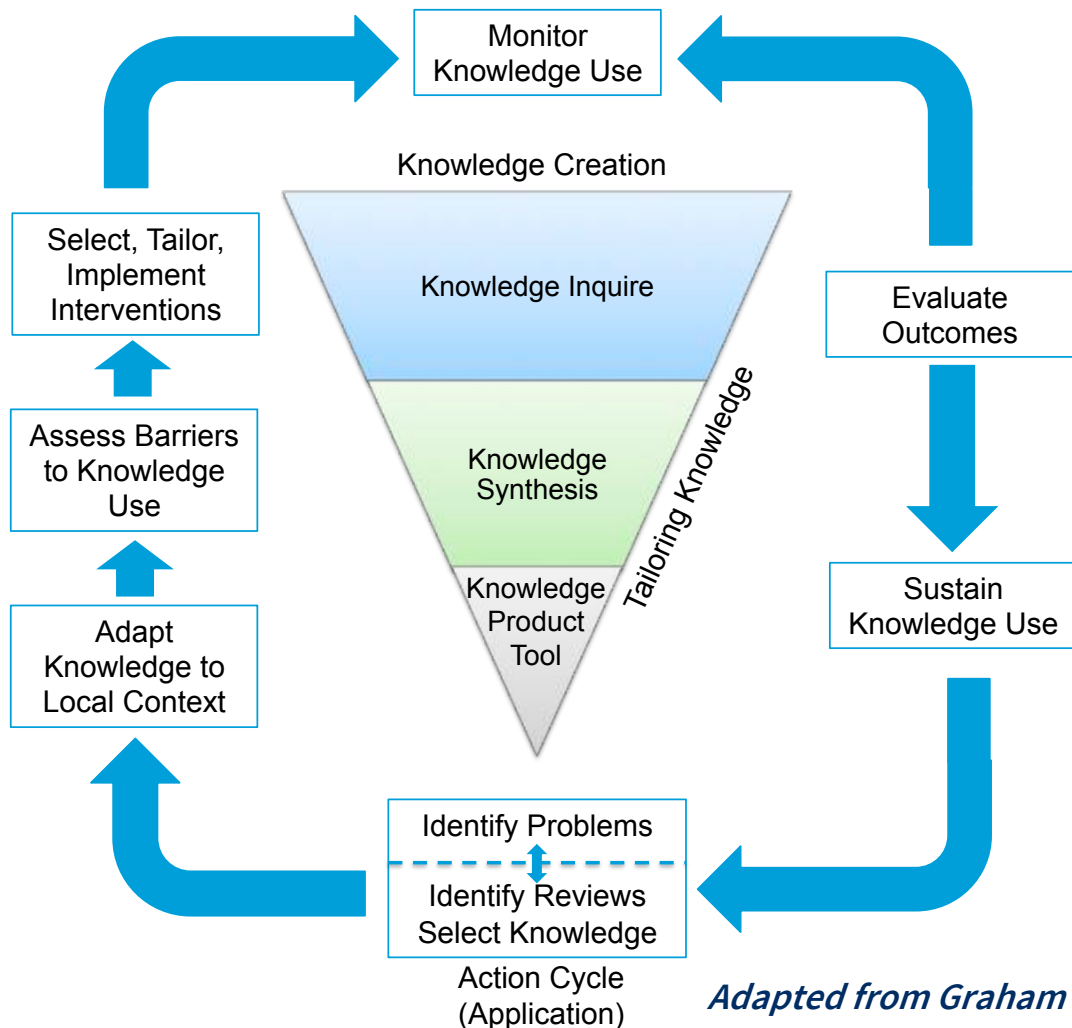 Monitor
Knowledge Use
Knowledge Creation
Select, Tailor,
Implement
Interventions
Knowledge Inquire
Evaluate
Outcomes
Assess Barriers
to Knowledge
Use
Knowledge
Synthesis
Tailoring Knowledge
Adapt
Knowledge to
Local Context
Knowledge
Product
Tool
Sustain
Knowledge Use
Identify Problems
Identify Reviews
Select Knowledge
Action Cycle
(Application)
Adapted from Graham